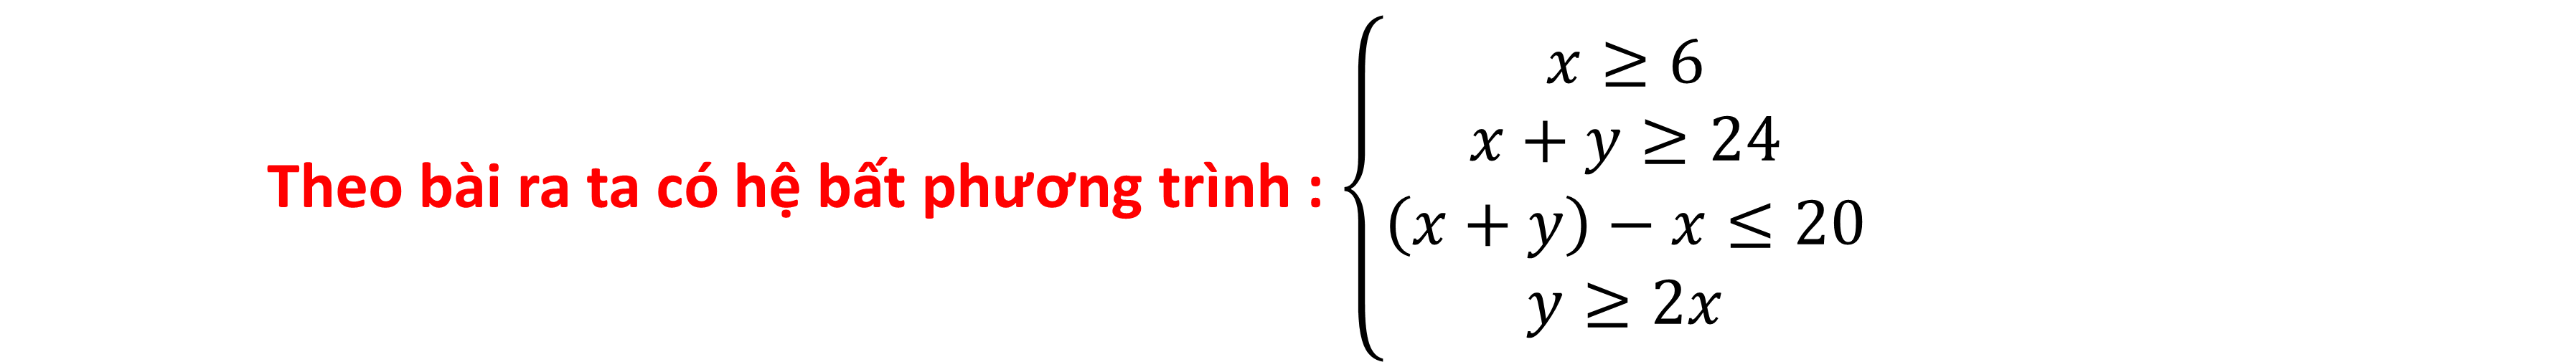 x ≥ 6
x + y ≥ 24
Theo bài ra ta có hệ bất phương trình :
(x + y) − x ≤ 20
y ≥ 2x